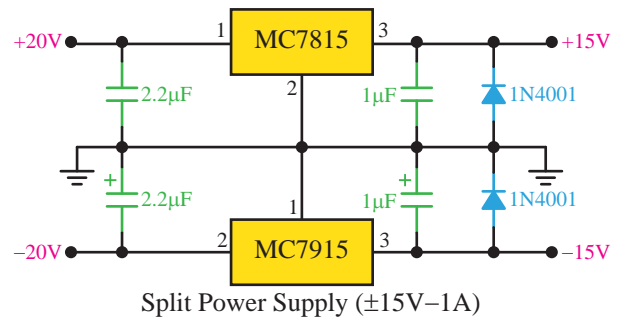 +20V 1 MC7815 3 +15V
2
2.2µF 1µF 1N4001
+ 2.2µF + 1µF 1N4001
1
−20V 2 MC7915 3 −15V
Split Power Supply (±15V−1A)